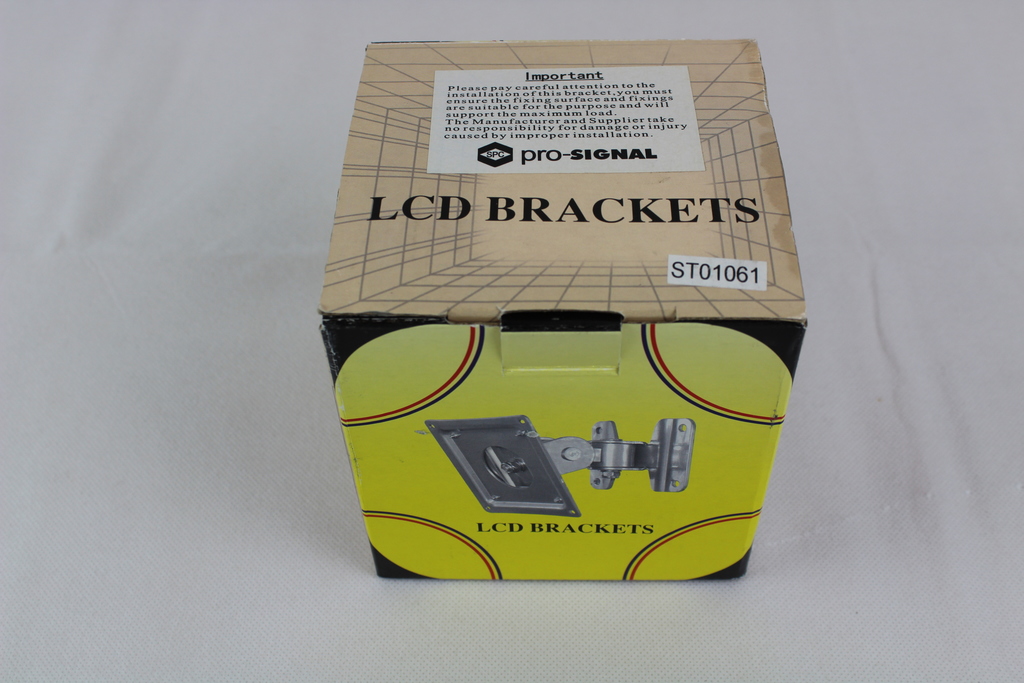 Important
Please pay careful attention to the
installation of this bracket,you must
ensure the fixing surface and fixings
are suitable for the purpose and will
support the maximum load.
The Manufacturer and Supplier take
no responsibility for damage or injury
caused by improper installation.
SPC pro-SIGNAL
LCD BRACKETS
ST01061
LCD BRACKETS